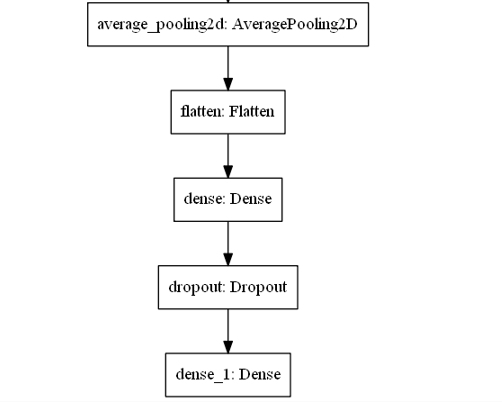 average_pooling2d: AveragePooling2D
flatten: Flatten
dense: Dense
dropout: Dropout
dense_1: Dense